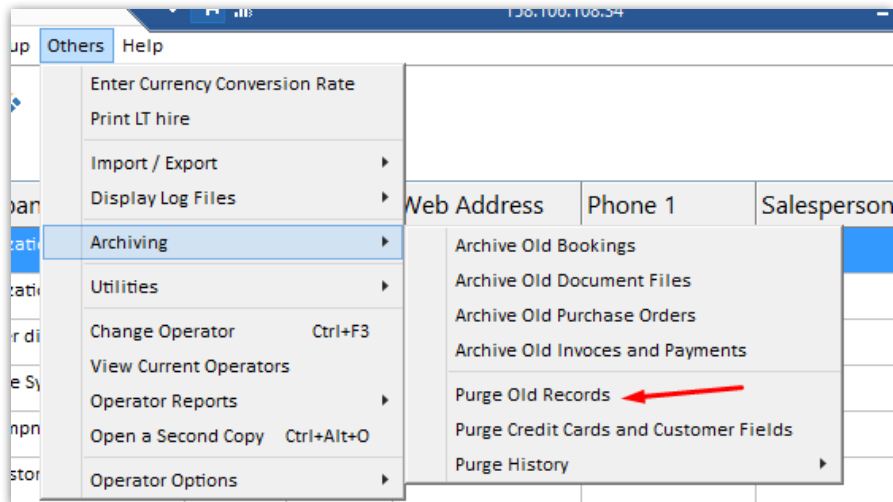 158.106.108.34
up Others Help
Enter Currency Conversion Rate
Print LT hire
Import / Export
Display Log Files
Web Address Phone 1 Salesperson
Archiving
Utilities
Change Operator Ctrl+F3
View Current Operators
Operator Reports
Open a Second Copy Ctrl+Alt+O
Operator Options
Archive Old Bookings
Archive Old Document Files
Archive Old Purchase Orders
Archive Old Invoces and Payments
Purge Old Records
Purge Credit Cards and Customer Fields
Purge History